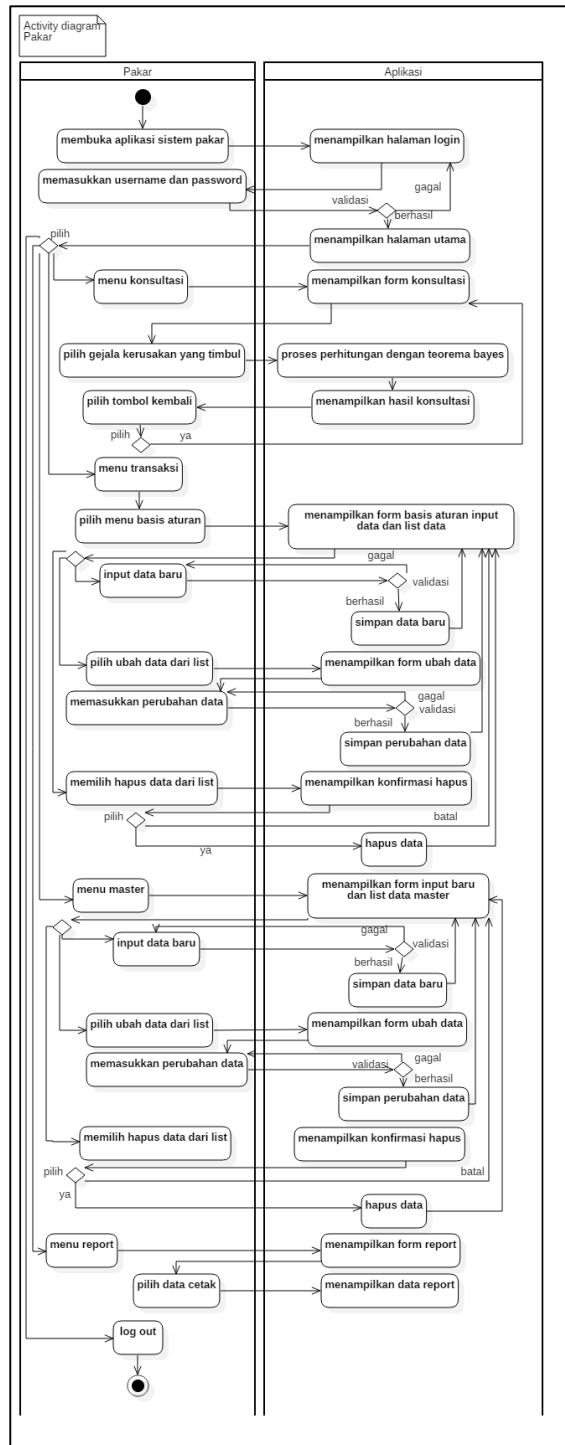 Activity diagram
Pakar
Pakar
Aplikasi
membuka aplikasi sistem pakar
menampilkan halaman login
memasukkan username dan password
gagal
validasi
berhasil
pilih
menampilkan halaman utama
menu konsultasi
menampilkan form konsultasi
pilih gejala kerusakan yang timbul
proses perhitungan dengan teorema bayes
pilih tombol kembali
menampilkan hasil konsultasi
pilih
ya
menu transaksi
pilih menu basis aturan
menampilkan form basis aturan input
data dan list data
gagal
input data baru
validasi
berhasil
simpan data baru
pilih ubah data dari list
menampilkan form ubah data
memasukkan perubahan data
gagal
validasi
berhasil
simpan perubahan data
memilih hapus data dari list
menampilkan konfirmasi hapus
pilih
batal
ya
hapus data
menu master
menampilkan form input baru
dan list data master
gagal
input data baru
validasi
berhasil
simpan data baru
pilih ubah data dari list
menampilkan form ubah data
memasukkan perubahan data
gagal
validasi
berhasil
simpan perubahan data
memilih hapus data dari list
menampilkan konfirmasi hapus
pilih
batal
ya
hapus data
menu report
menampilkan form report
pilih data cetak
menampilkan data report
log out